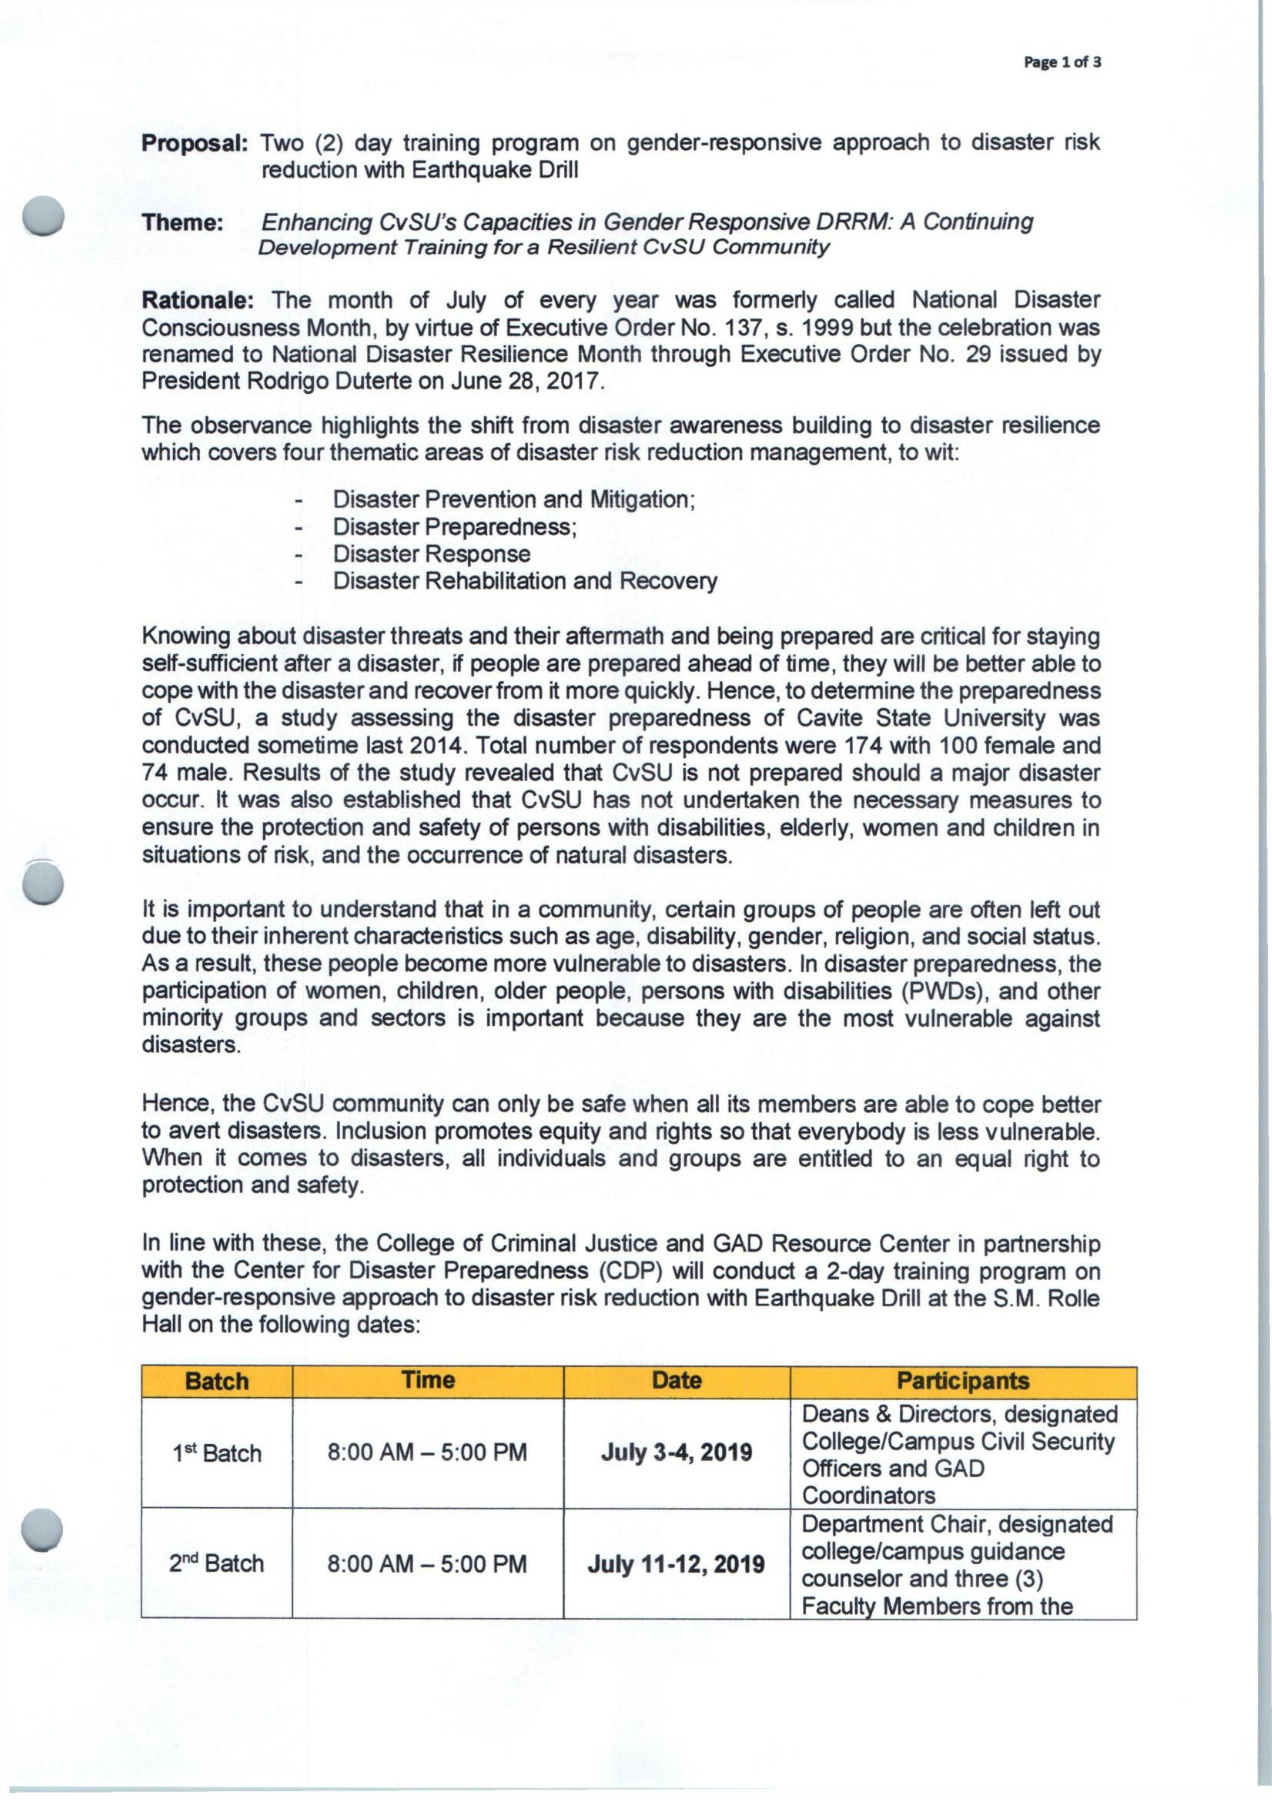 Page 1 of 3
Proposal: Two (2) day training program on gender-responsive approach to disaster risk
reduction with Earthquake Drill
Theme: Enhancing CvSU's Capacities in Gender Responsive DRRM: A Continuing
Development Training for a Resilient CvSU Community
Rationale: The month of July of every year was formerly called National Disaster
Consciousness Month, by virtue of Executive Order No. 137, s. 1999 but the celebration was
renamed to National Disaster Resilience Month through Executive Order No. 29 issued by
President Rodrigo Duterte on June 28, 2017.
The observance highlights the shift from disaster awareness building to disaster resilience
which covers four thematic areas of disaster risk reduction management, to wit:
- Disaster Prevention and Mitigation;
- Disaster Preparedness;
- Disaster Response
- Disaster Rehabilitation and Recovery
Knowing about disaster threats and their aftermath and being prepared are critical for staying
self-sufficient after a disaster, if people are prepared ahead of time, they will be better able to
cope with the disaster and recover from it more quickly. Hence, to determine the preparedness
of CvSU, a study assessing the disaster preparedness of Cavite State University was
conducted sometime last 2014. Total number of respondents were 174 with 100 female and
74 male. Results of the study revealed that CvSU is not prepared should a major disaster
occur. It was also established that CvSU has not undertaken the necessary measures to
ensure the protection and safety of persons with disabilities, elderly, women and children in
situations of risk, and the occurrence of natural disasters.
It is important to understand that in a community, certain groups of people are often left out
due to their inherent characteristics such as age, disability, gender, religion, and social status.
As a result, these people become more vulnerable to disasters. In disaster preparedness, the
participation of women, children, older people, persons with disabilities (PWDs), and other
minority groups and sectors is important because they are the most vulnerable against
disasters.
Hence, the CvSU community can only be safe when all its members are able to cope better
to avert disasters. Inclusion promotes equity and rights so that everybody is less vulnerable.
When it comes to disasters, all individuals and groups are entitled to an equal right to
protection and safety.
In line with these, the College of Criminal Justice and GAD Resource Center in partnership
with the Center for Disaster Preparedness (CDP) will conduct a 2-day training program on
gender-responsive approach to disaster risk reduction with Earthquake Drill at the S.M. Rolle
Hall on the following dates:
Batch Time Date Participants
1st Batch 8:00 AM – 5:00 PM July 3-4, 2019 Deans & Directors, designated
College/Campus Civil Security
Officers and GAD
Coordinators
2nd Batch 8:00 AM – 5:00 PM July 11-12, 2019 Department Chair, designated
college/campus guidance
counselor and three (3)
Faculty Members from the